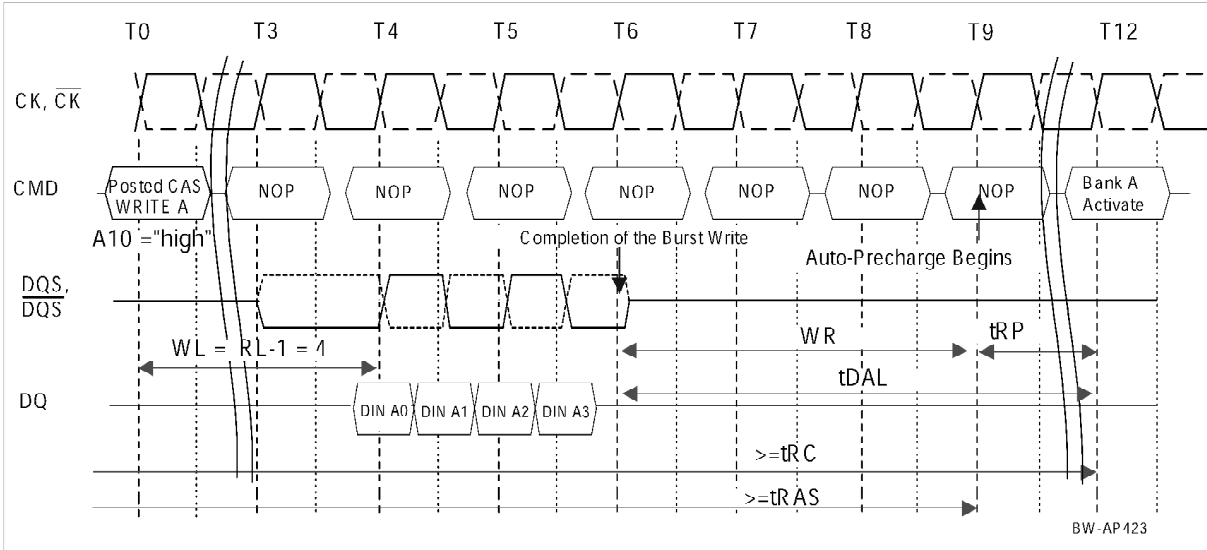 T0 T3 T4 T5 T6 T7 T8 T9 T12
CK, CK
CMD
Posted CAS
WRITE A
NOP NOP NOP NOP NOP NOP NOP
Bank A
Activate
A10 ="high"
Completion of the Burst Write
Auto-Precharge Begins
DQS,
DQS
WL = RL-1 = 4
WR
tRP
tDAL
DQ
DIN A0 DIN A1 DIN A2 DIN A3
>=tRC
>=tRAS
BW-AP423